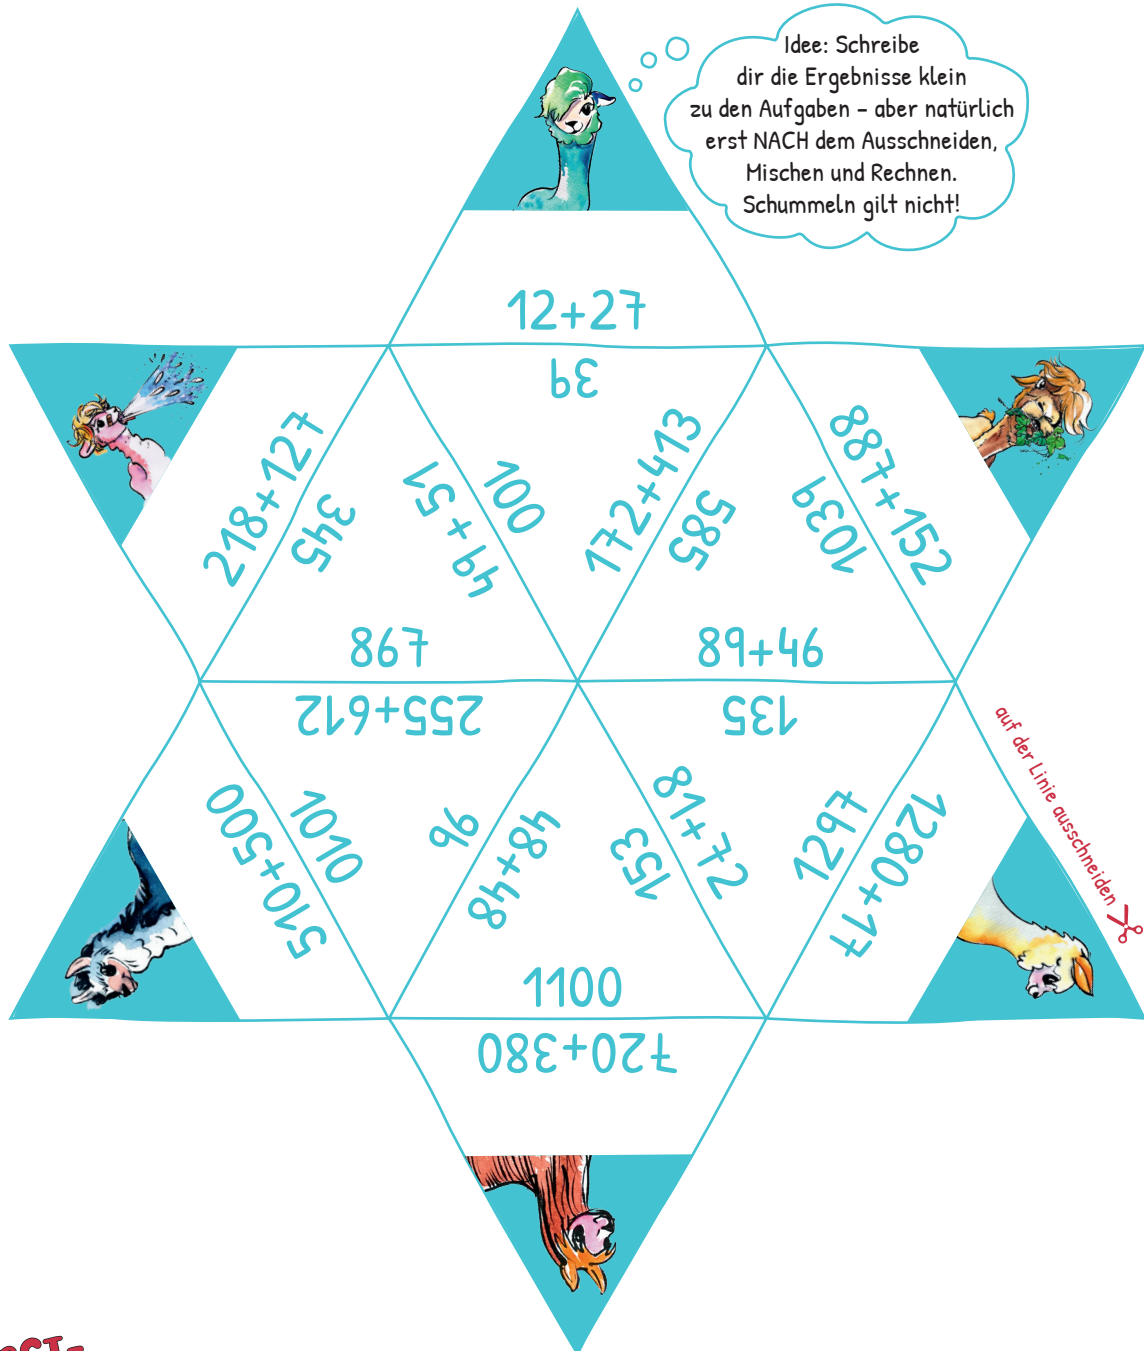 Idee: Schreibe
dir die Ergebnisse klein
zu den Aufgaben – aber natürlich
erst NACH dem Ausschneiden,
Mischen und Rechnen.
Schummeln gilt nicht!
12+27
39
218+127
345
49 + 51
100
172+413
585
1039
887+152
867
89+46
255+612
135
510+500
1010
96
48+48
153
81+72
1297
1280+17
auf der Linie ausschneiden
1100
720+380